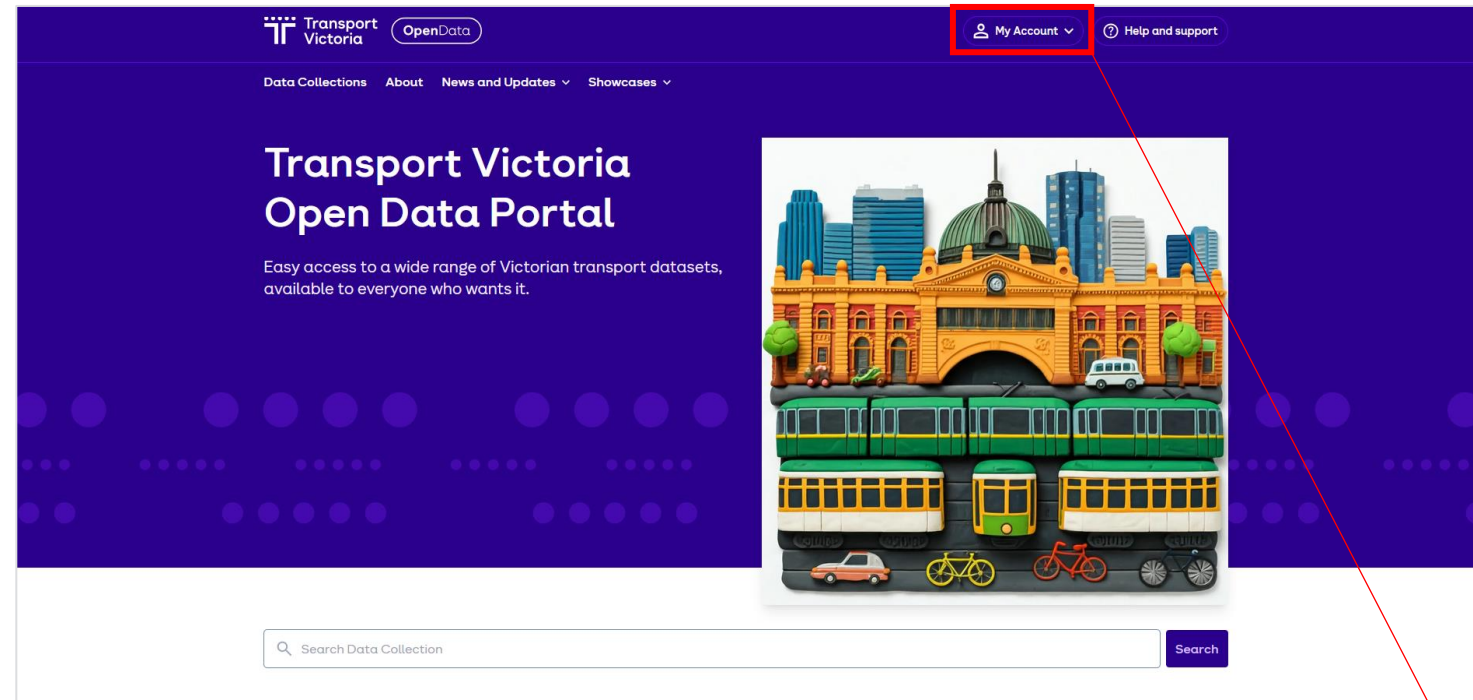 Transport
Victoria
OpenData
My Account
Help and support
Data Collections About News and Updates Showcases
Transport Victoria
Open Data Portal
Easy access to a wide range of Victorian transport datasets,
available to everyone who wants it.
Search Data Collection
Search